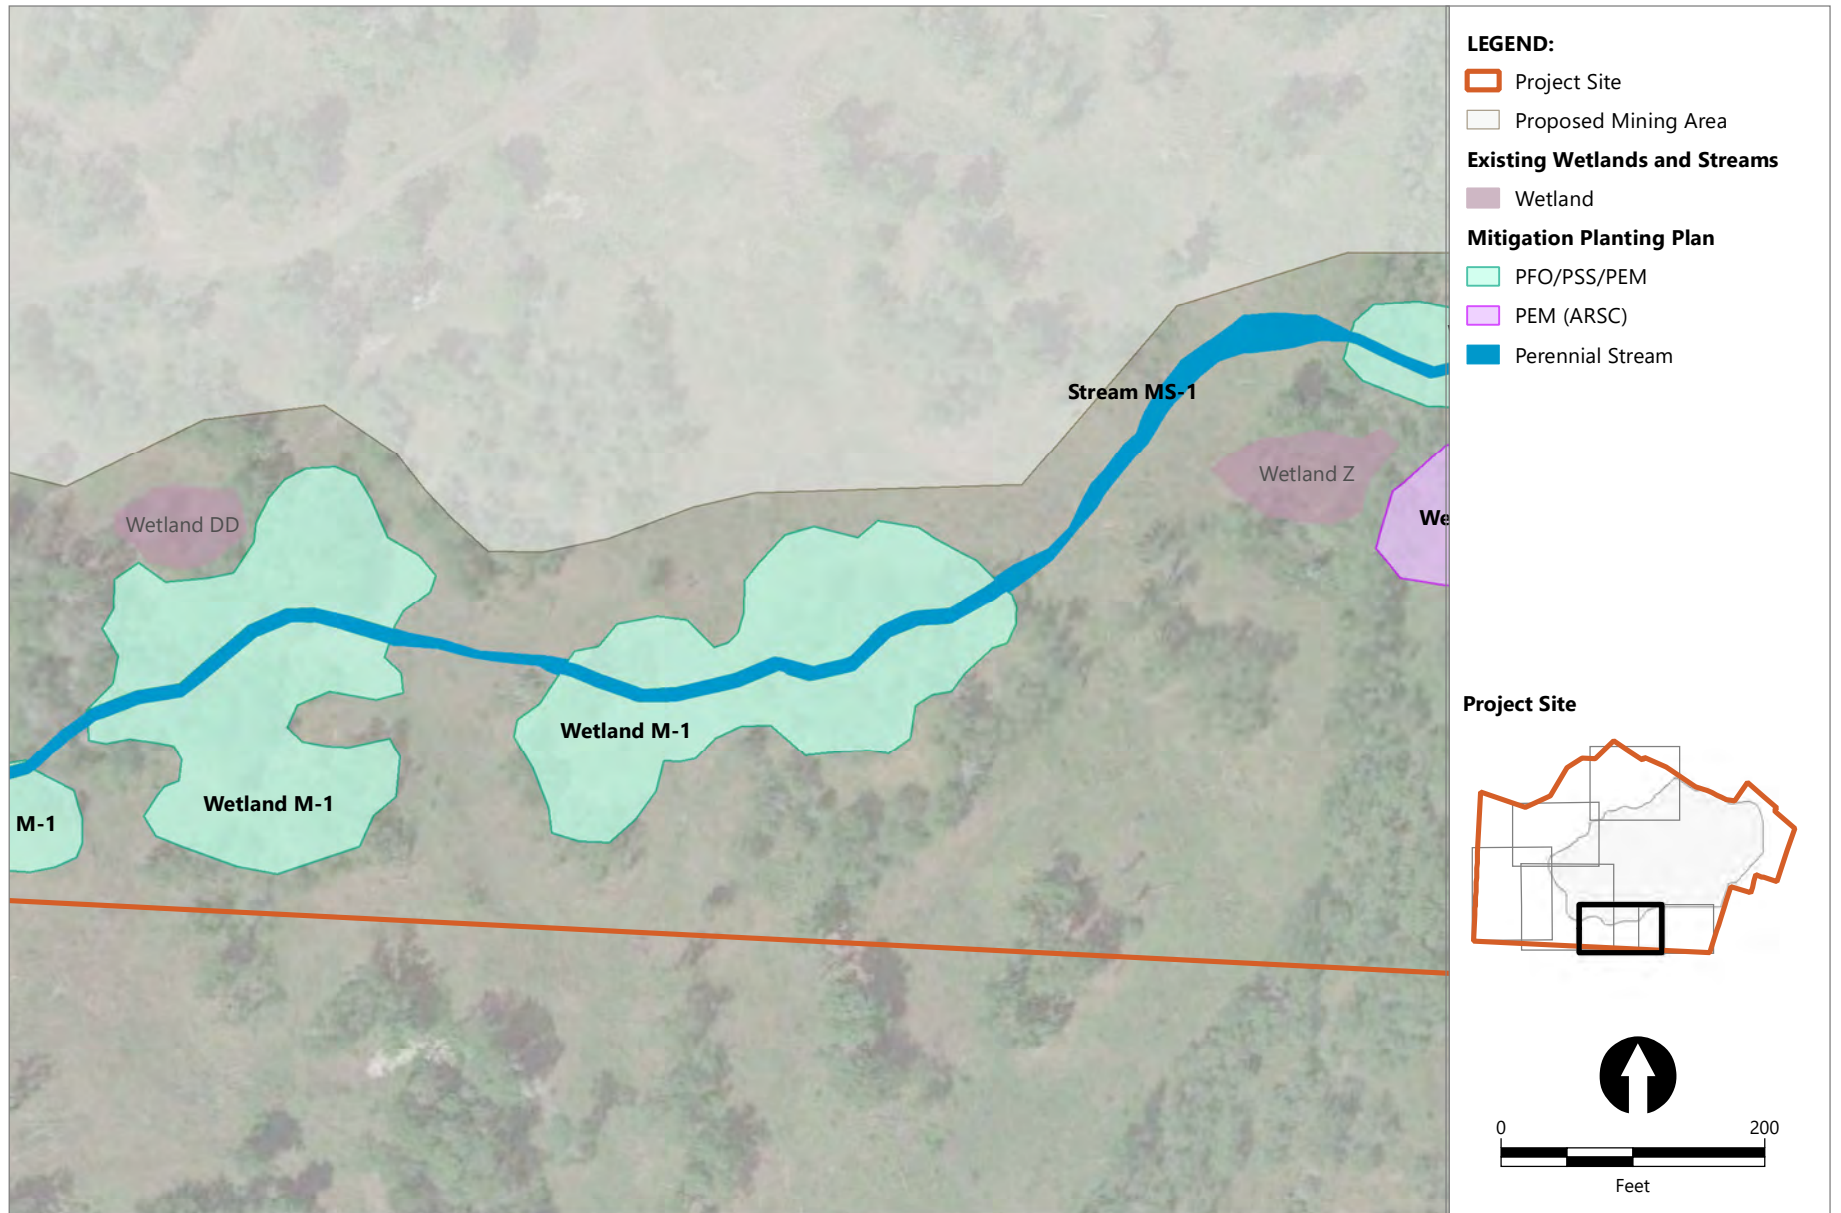 LEGEND:
Project Site
Proposed Mining Area
Existing Wetlands and Streams
Wetland
Mitigation Planting Plan
PFO/PSS/PEM
PEM (ARSC)
Perennial Stream
Stream MS-1
Wetland Z
We
Wetland DD
Wetland M-1
Wetland M-1
M-1
Project Site
0 200
Feet